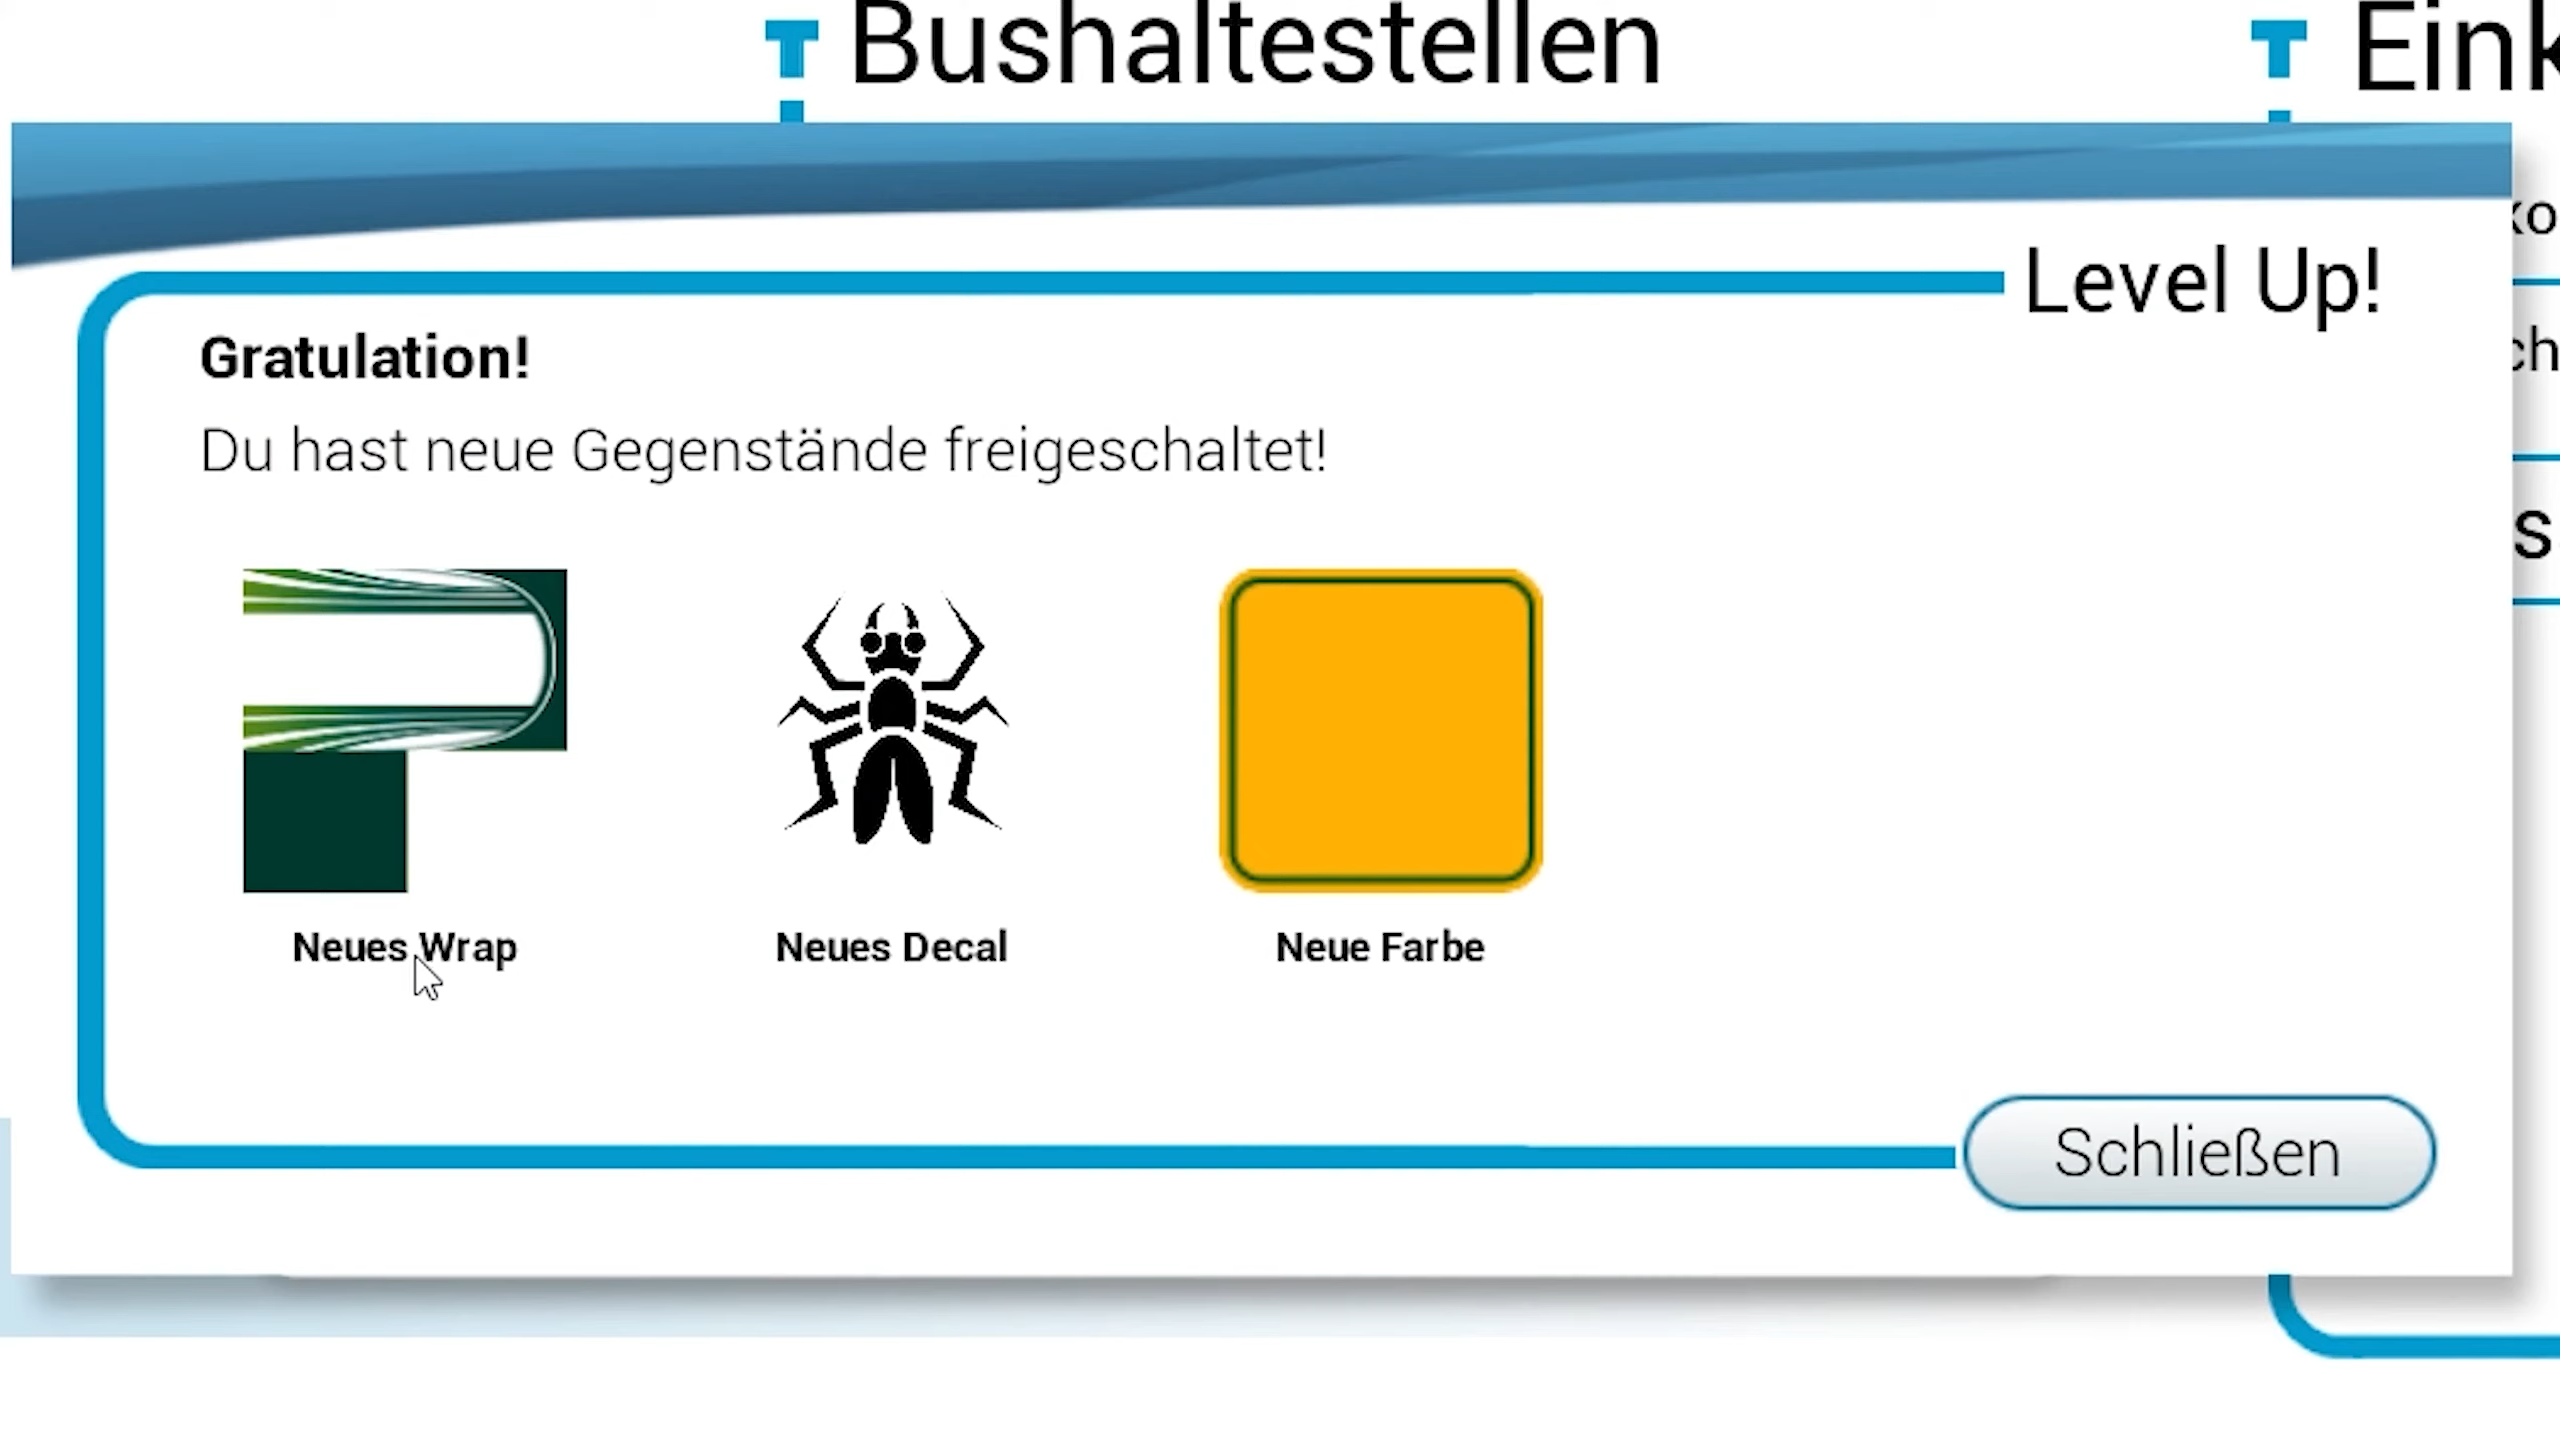 Bushaltestellen
Level Up!
Gratulation!
Du hast neue Gegenstände freigeschaltet!
Neues Wrap
Neues Decal
Neue Farbe
Schließen